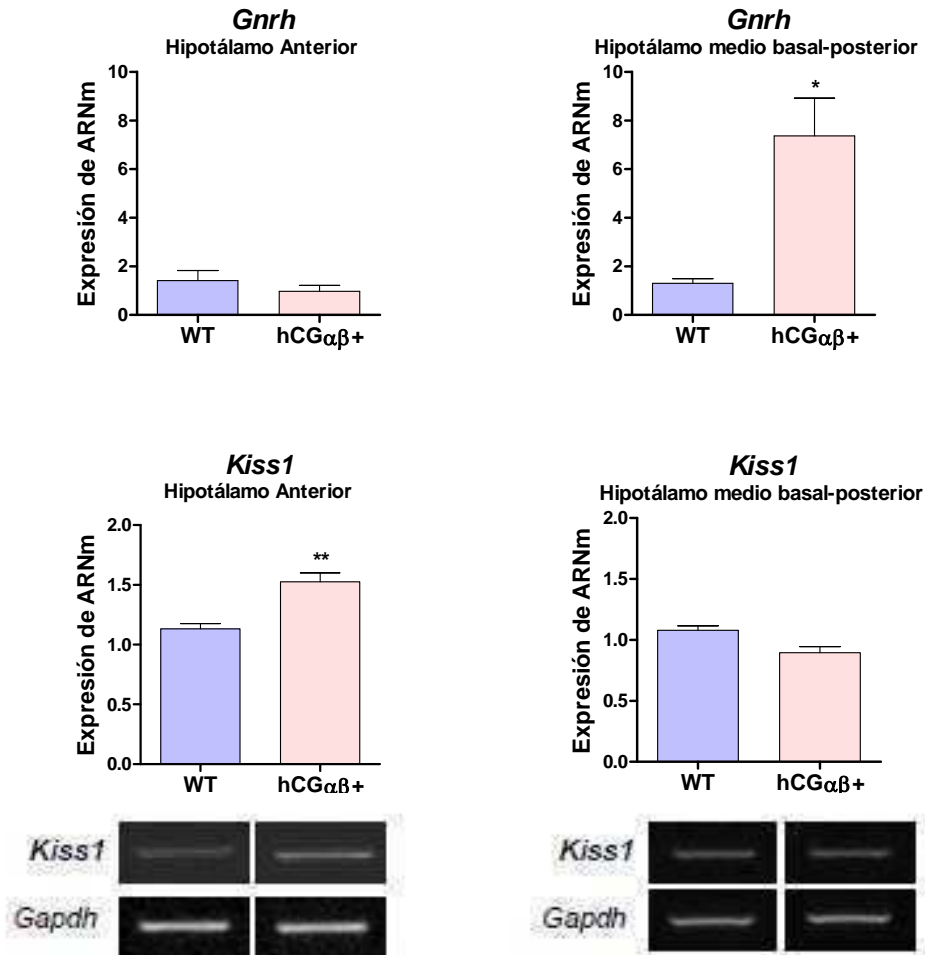 Gnrh
Hipotálamo Anterior
Expresión de ARNm
10
8
6
4
2
0
WT
hCGαβ+
Gnrh
Hipotálamo medio basal-posterior
Expresión de ARNm
10
8
6
4
2
0
*
WT
hCGαβ+
Kiss1
Hipotálamo Anterior
Expresión de ARNm
2.0
1.5
1.0
0.5
0.0
**
WT
hCGαβ+
Kiss1
Gapdh
Kiss1
Hipotálamo medio basal-posterior
Expresión de ARNm
2.0
1.5
1.0
0.5
0.0
WT
hCGαβ+
Kiss1
Gapdh